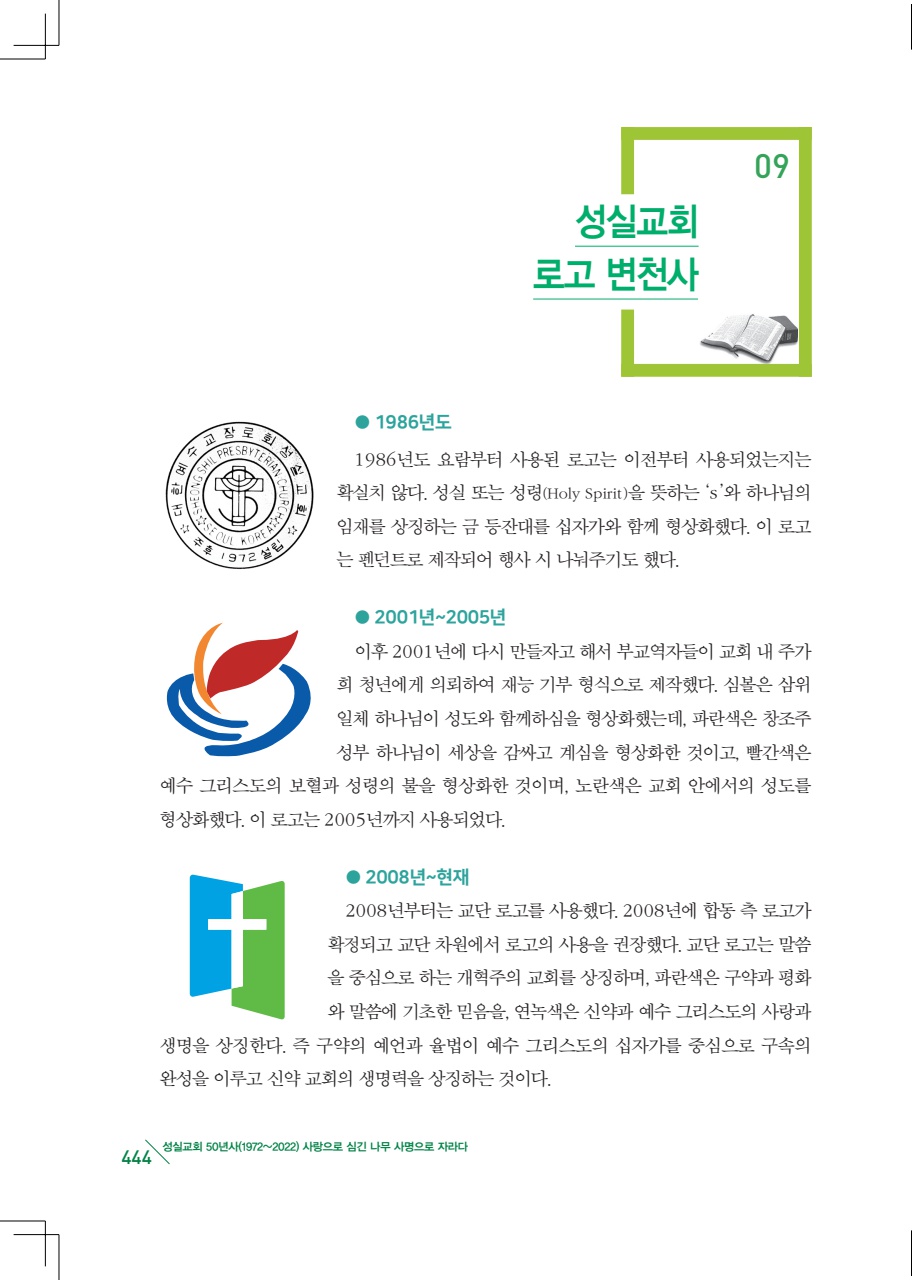 09
성실교회
로고 변천사
● 1986년도
대한예수교장로회성실교회
SHEONG SHIL PRESBYTERIAN CHURCH
SEOUL KOREA
주후 1972 설립
1986년도 요람부터 사용된 로고는 이전부터 사용되었는지는
확실치 않다. 성실 또는 성령(Holy Spirit)을 뜻하는 ‘s’와 하나님의
임재를 상징하는 금 등잔대를 십자가와 함께 형상화했다. 이 로고
는 펜던트로 제작되어 행사 시 나눠주기도 했다.
● 2001년~2005년
이후 2001년에 다시 만들자고 해서 부교역자들이 교회 내 주가
희 청년에게 의뢰하여 재능 기부 형식으로 제작했다. 심볼은 삼위
일체 하나님이 성도와 함께하심을 형상화했는데, 파란색은 창조주
성부 하나님이 세상을 감싸고 계심을 형상화한 것이고, 빨간색은
예수 그리스도의 보혈과 성령의 불을 형상화한 것이며, 노란색은 교회 안에서의 성도를
형상화했다. 이 로고는 2005년까지 사용되었다.
● 2008년~현재
2008년부터는 교단 로고를 사용했다. 2008년에 합동 측 로고가
확정되고 교단 차원에서 로고의 사용을 권장했다. 교단 로고는 말씀
을 중심으로 하는 개혁주의 교회를 상징하며, 파란색은 구약과 평화
와 말씀에 기초한 믿음을, 연녹색은 신약과 예수 그리스도의 사랑과
생명을 상징한다. 즉 구약의 예언과 율법이 예수 그리스도의 십자가를 중심으로 구속의
완성을 이루고 신약 교회의 생명력을 상징하는 것이다.
444 성실교회 50년사(1972~2022) 사랑으로 심긴 나무 사명으로 자라다